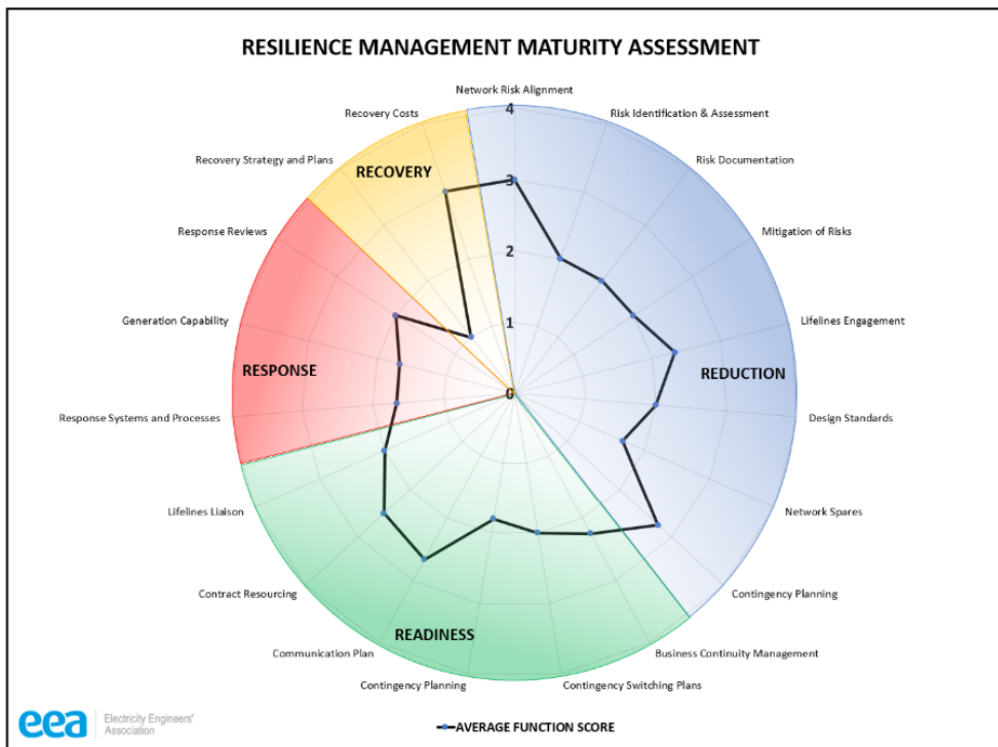 RESILIENCE MANAGEMENT MATURITY ASSESSMENT
Network Risk Alignment
Recovery Costs
4
Risk Identification & Assessment
Recovery Strategy and Plans
RECOVERY
Risk Documentation
3
Response Reviews
Mitigation of Risks
2
Generation Capability
1
Lifelines Engagement
RESPONSE
REDUCTION
0
Response Systems and Processes
Design Standards
Lifelines Liaison
Network Spares
Contract Resourcing
Contingency Planning
READINESS
Communication Plan
Business Continuity Management
Contingency Planning
Contingency Switching Plans
eea
Electricity Engineers'
Association
AVERAGE FUNCTION SCORE